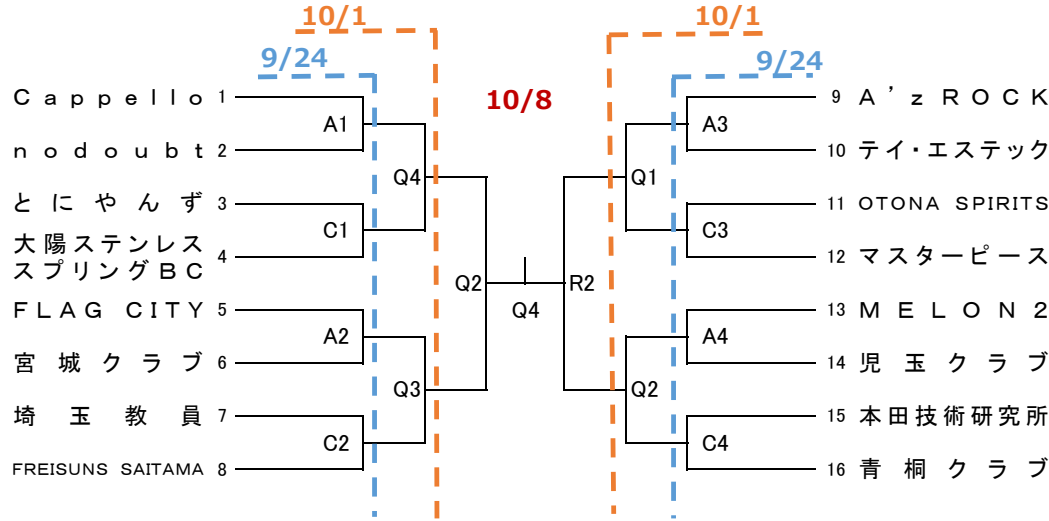 10/1
10/1
9/24
9/24
10/8
Cappello 1
A1
nodoubt 2
Q4
とにやんず 3
C1
大陽ステンレス
スプリングBC 4
Q2
FLAG CITY 5
A2
宮城クラブ 6
Q3
埼玉教員 7
C2
FREISUNS SAITAMA 8
Q4
R2
9 A'z ROCK
A3
10 テイ・エステック
Q1
11 OTONA SPIRITS
C3
12 マスターピース
13 MELON2
A4
14 児玉クラブ
Q2
15 本田技術研究所
C4
16 青桐クラブ